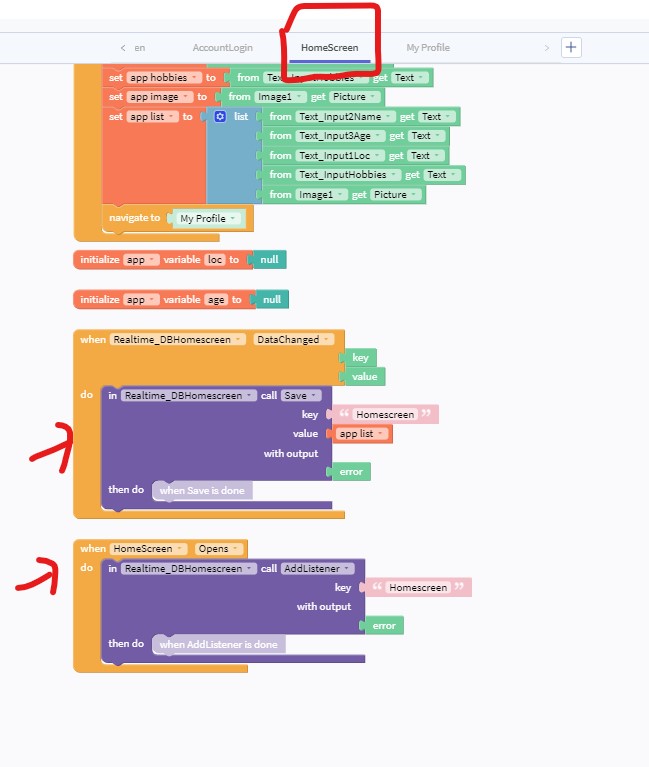 en AccountLogin HomeScreen My Profile
set app hobbies to from Text_InputHobbies get Text
set app image to from Image1 get Picture
set app list to list from Text_Input2Name get Text
from Text_Input3Age get Text
from Text_Input1Loc get Text
from Text_InputHobbies get Text
from Image1 get Picture
navigate to My Profile
initialize app variable loc to null
initialize app variable age to null
when Realtime_DBHomescreen DataChanged
key
value
do in Realtime_DBHomescreen call Save
key “ Homescreen ”
value app list
with output
error
then do when Save is done
when HomeScreen Opens
do in Realtime_DBHomescreen call AddListener
key “ Homescreen ”
with output
error
then do when AddListener is done